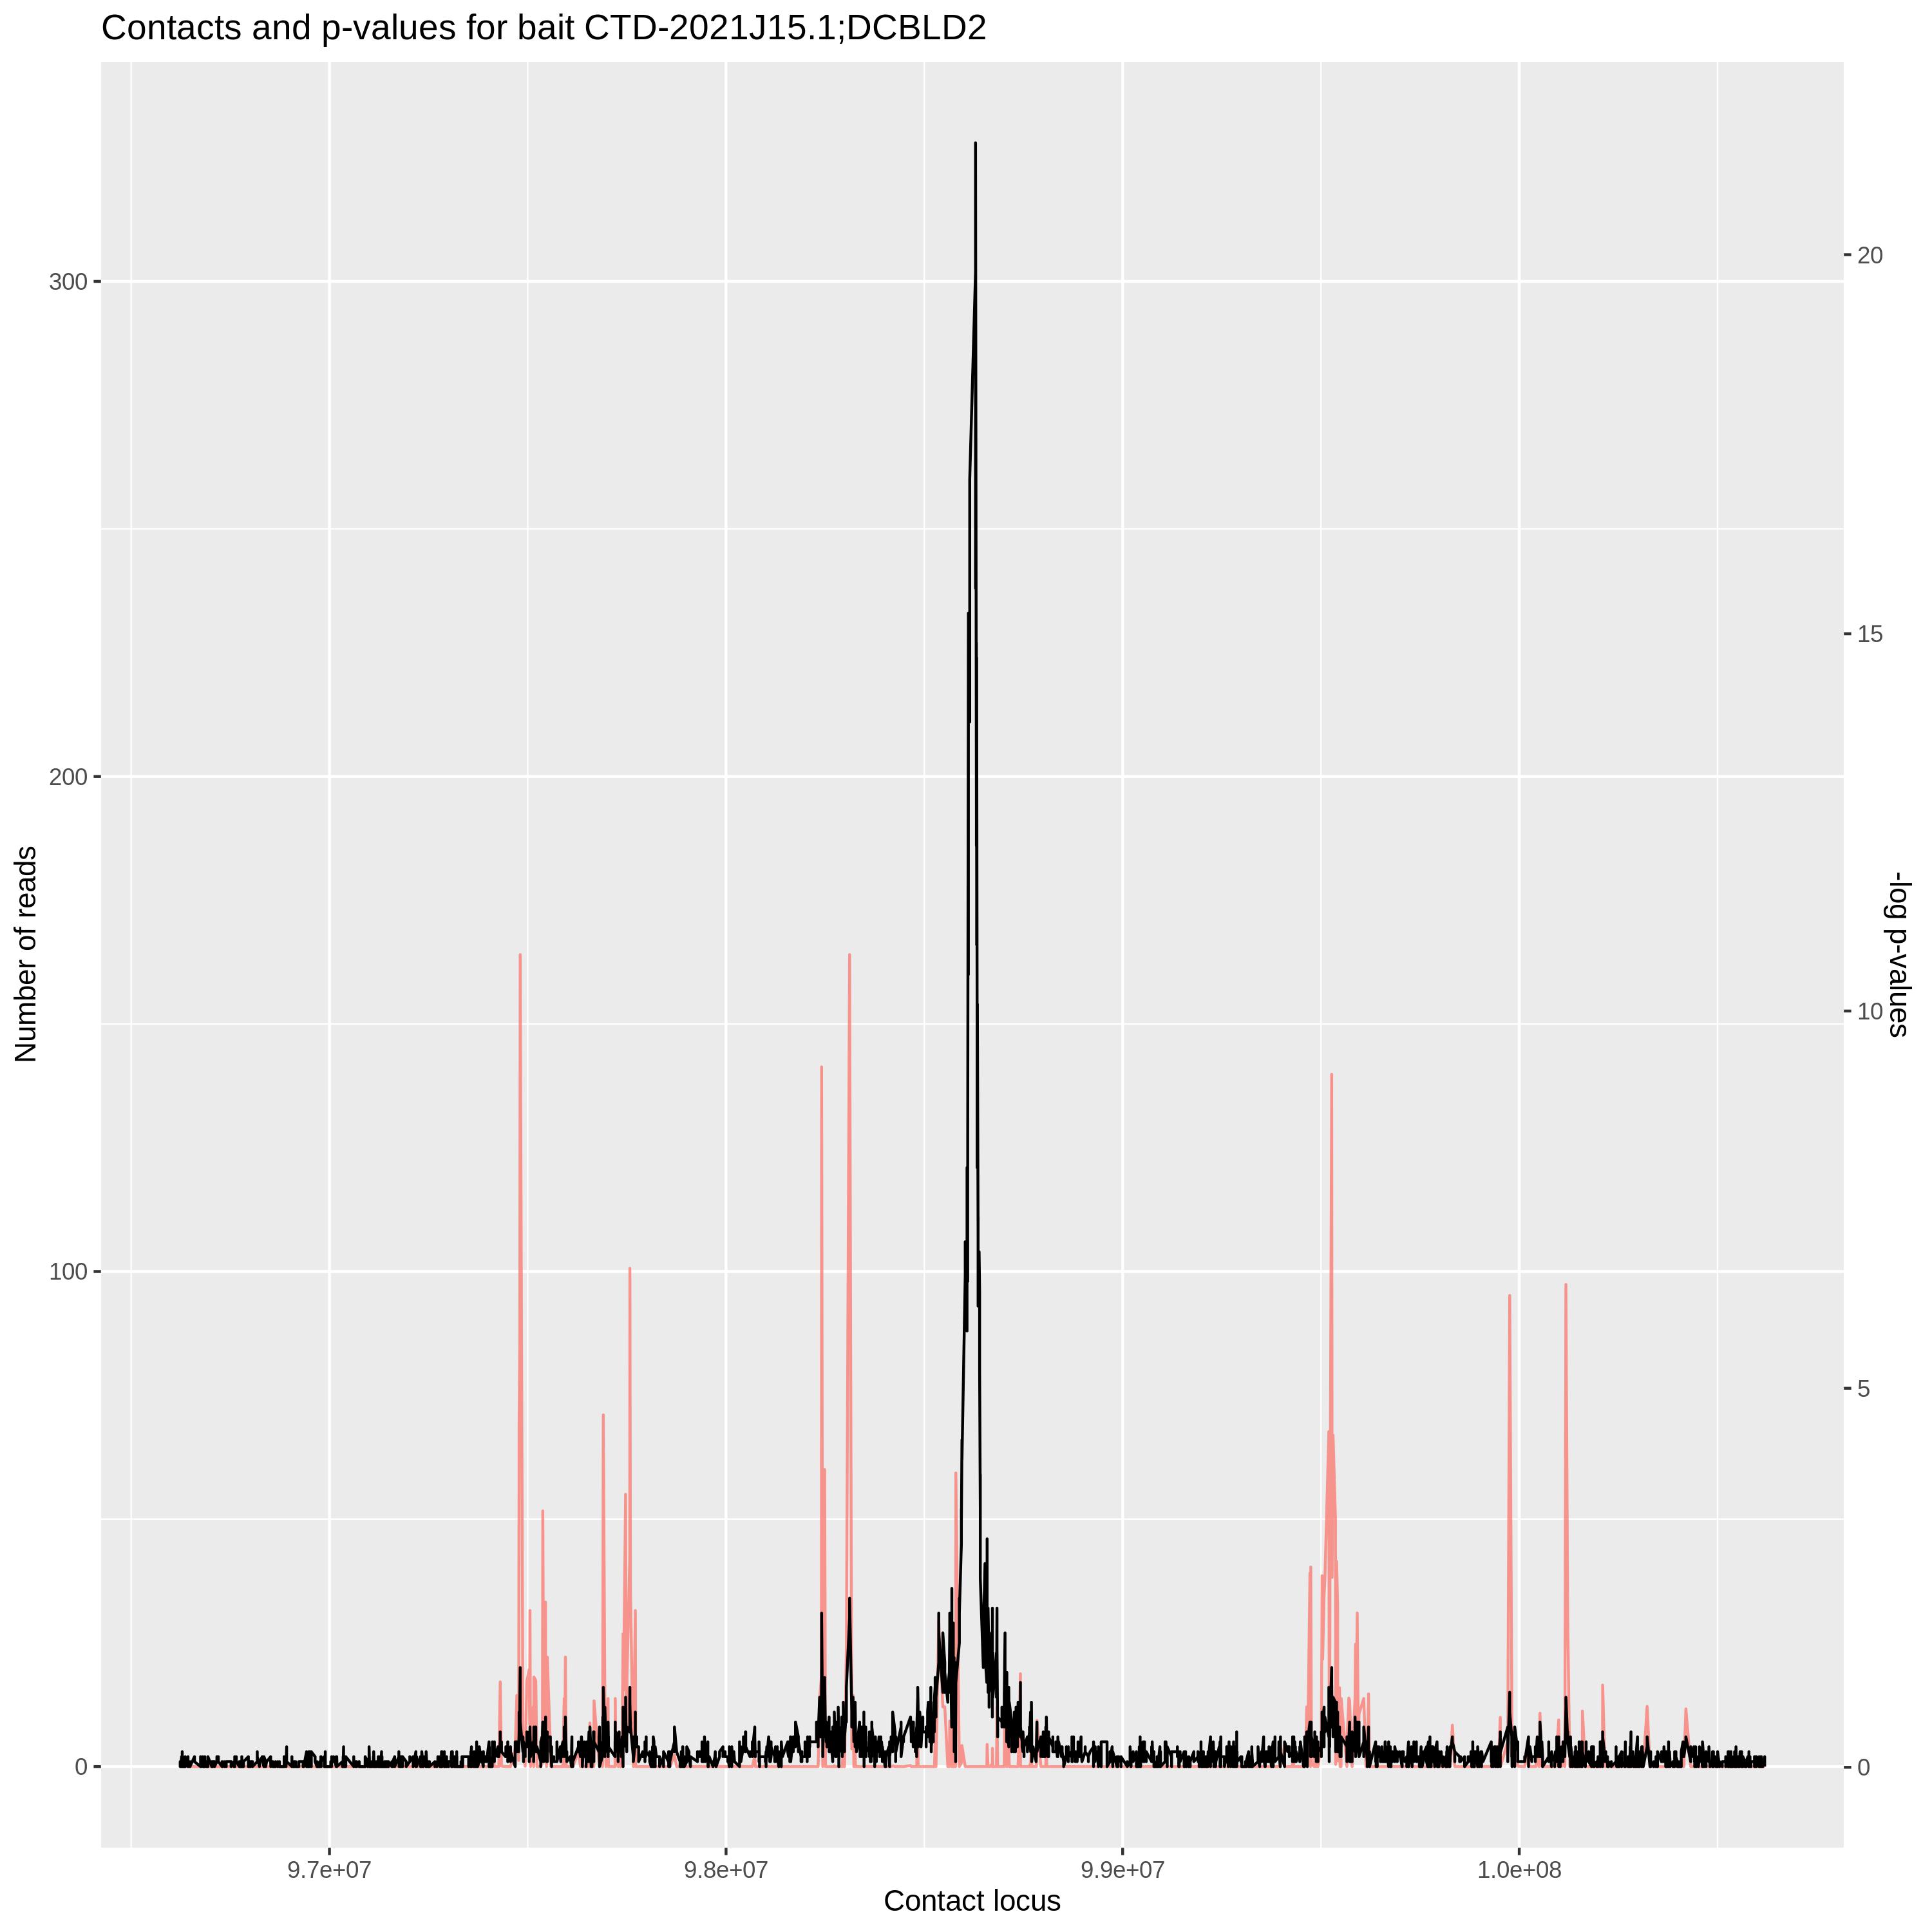 Contacts and p-values for bait CTD-2021J15.1;DCBLD2
Number of reads
300
200
100
0
20
15
10
5
0
-log p-values
9.7e+07
9.8e+07
9.9e+07
1.0e+08
Contact locus